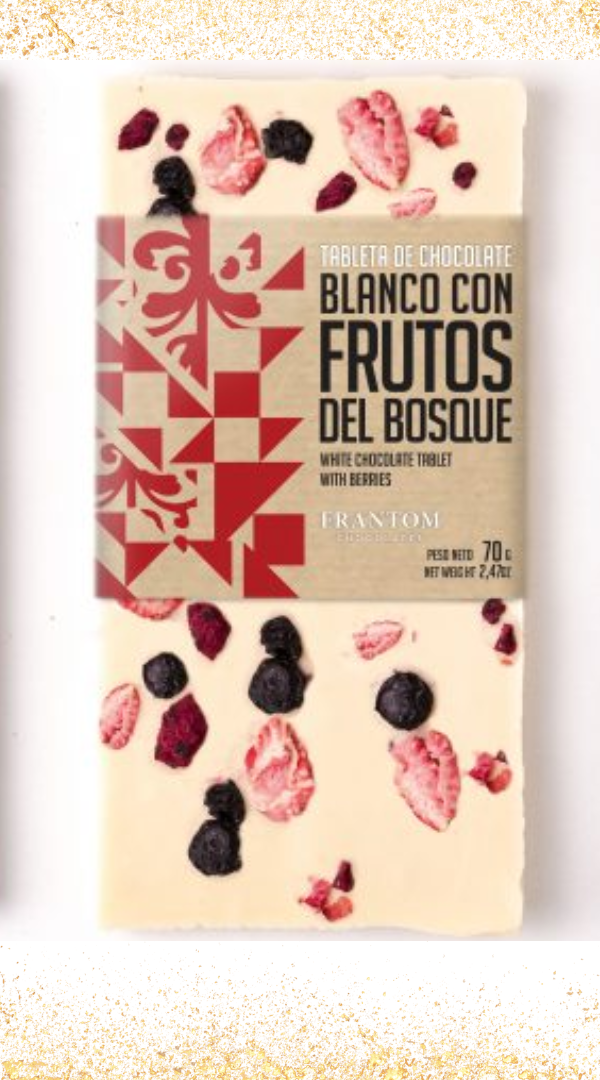 TABLETA DE CHOCOLATE
BLANCO CON
FRUTOS
DEL BOSQUE
WHITE CHOCOLATE TABLET
WITH BERRIES
FRANTOM
CHOCOLATES
PESO NETO 70 G
NET WEIGHT 2,47OZ